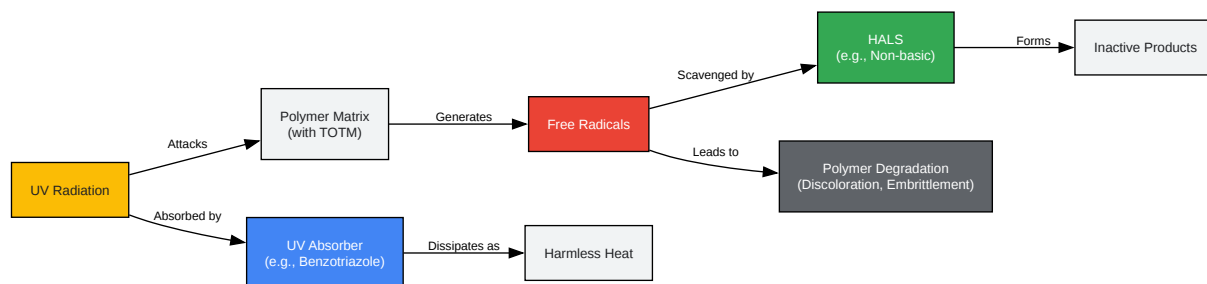 UV Radiation
Attacks
Absorbed by
Polymer Matrix
(with TOTM)
UV Absorber
(e.g., Benzotriazole)
Generates
Dissipates as
Free Radicals
Harmless Heat
Scavenged by
Leads to
HALS
(e.g., Non-basic)
Polymer Degradation
(Discoloration, Embrittlement)
Forms
Inactive Products